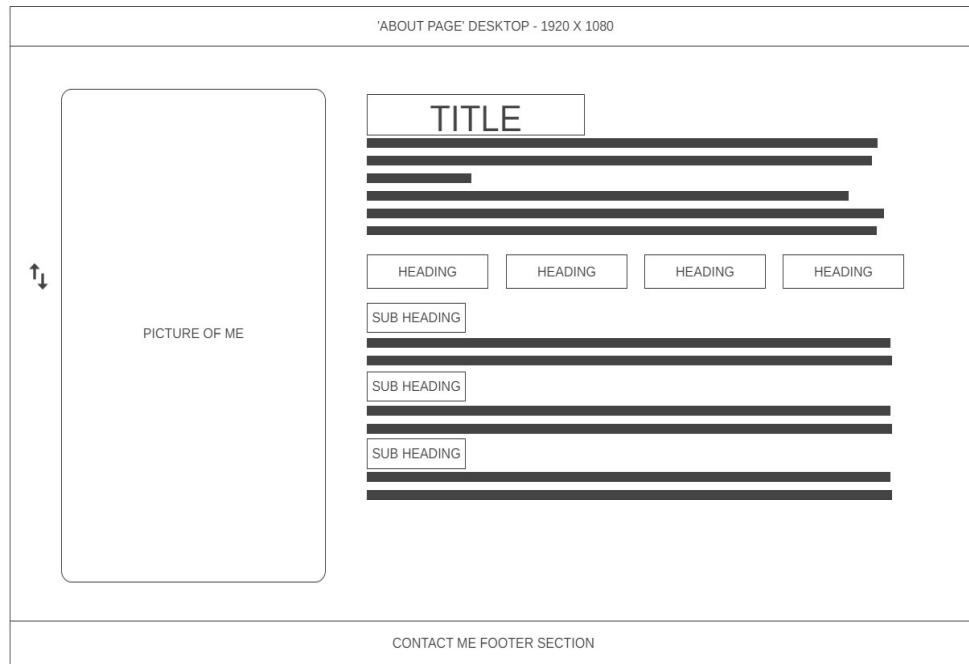 'ABOUT PAGE' DESKTOP - 1920 X 1080
TITLE
HEADING HEADING HEADING HEADING
SUB HEADING
PICTURE OF ME
SUB HEADING
SUB HEADING
CONTACT ME FOOTER SECTION